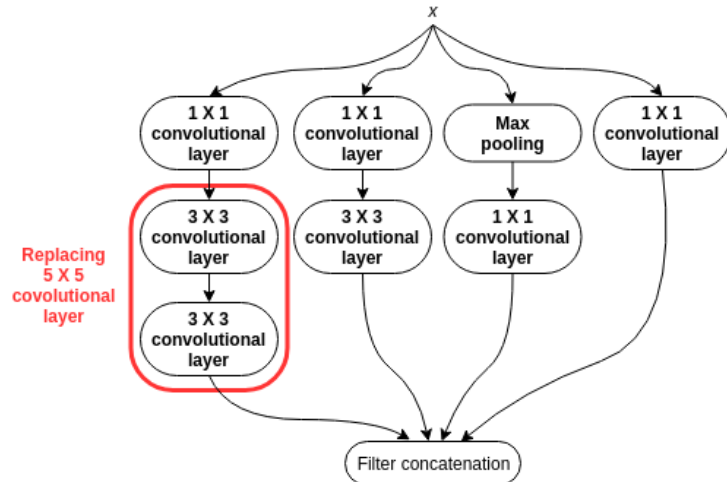 x
1 X 1
convolutional
layer
1 X 1
convolutional
layer
Max
pooling
1 X 1
convolutional
layer
3 X 3
convolutional
layer
3 X 3
convolutional
layer
1 X 1
convolutional
layer
Replacing
5 X 5
covolutional
layer
3 X 3
convolutional
layer
Filter concatenation